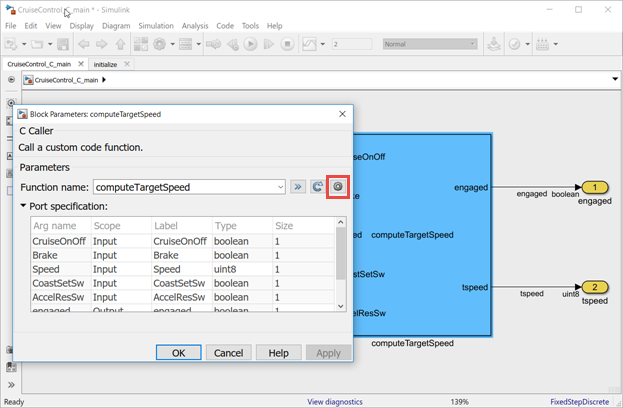 CruiseControl_C_main * - Simulink
File Edit View Display Diagram Simulation Analysis Code Tools Help
2 Normal
CruiseControl_C_main initialize
CruiseControl_C_main
Block Parameters: computeTargetSpeed
C Caller
Call a custom code function.
Parameters
Function name: computeTargetSpeed
Port specification:
Arg name Scope Label Type Size
CruiseOnOff Input CruiseOnOff boolean 1
Brake Input Brake boolean 1
Speed Input Speed uint8 1
CoastSetSw Input CoastSetSw boolean 1
AccelResSw Input AccelResSw boolean 1
engaged Output engaged boolean 1
OK Cancel Help Apply
iseOnOff
ke
ed computeTargetSpeed
stSetSw
elResSw
engaged
tspeed
computeTargetSpeed
engaged boolean
1
engaged
tspeed uint8
2
tspeed
Ready View diagnostics 139% FixedStepDiscrete